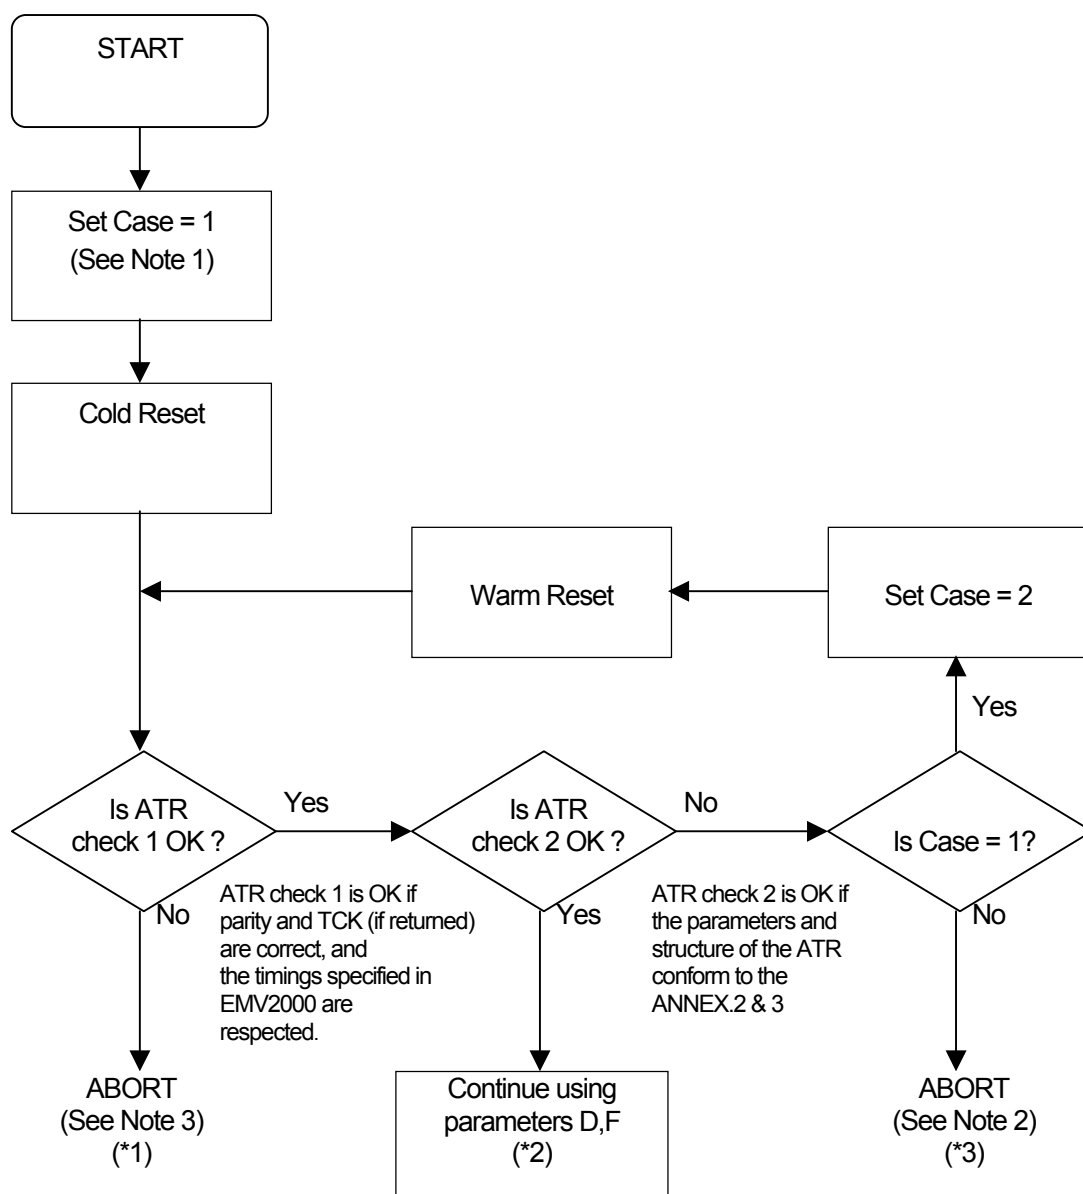 START
Set Case = 1
(See Note 1)
Cold Reset
Warm Reset
Set Case = 2
Yes
Is ATR
check 1 OK ?
Yes
Is ATR
check 2 OK ?
No
Is Case = 1?
No
ATR check 1 is OK if
parity and TCK (if returned)
are correct, and
the timings specified in
EMV2000 are
respected.
Yes
ATR check 2 is OK if
the parameters and
structure of the ATR
conform to the
ANNEX.2 & 3
No
ABORT
(See Note 3)
(*1)
Continue using
parameters D,F
(*2)
ABORT
(See Note 2)
(*3)